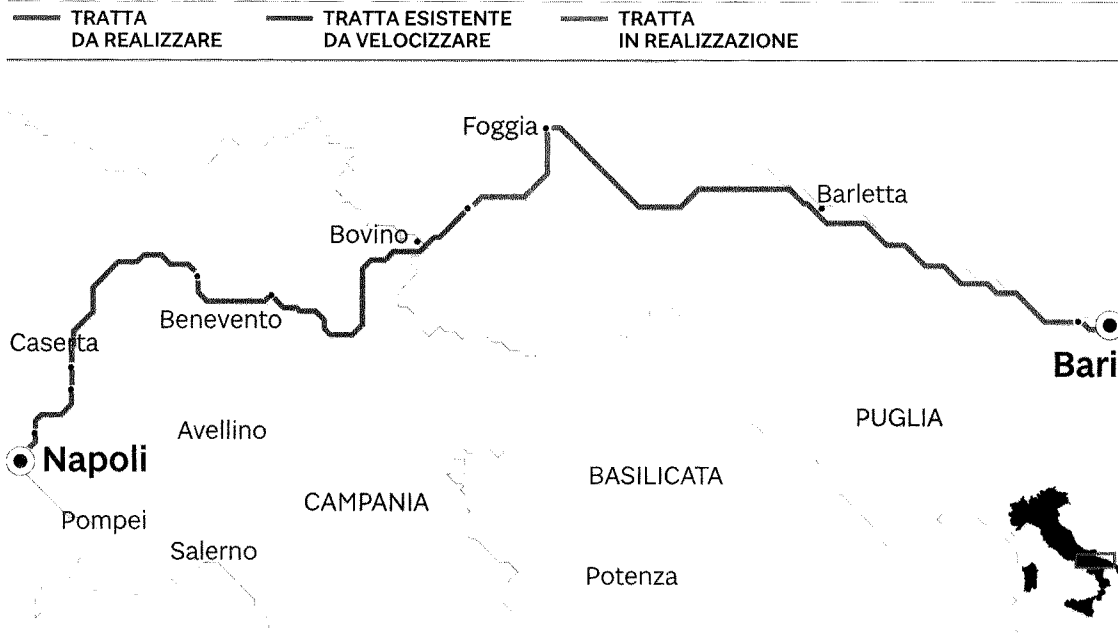 TRATTA
DA REALIZZARE
TRATTA ESISTENTE
DA VELOCIZZARE
TRATTA
IN REALIZZAZIONE
Foggia
Barletta
Bovino
Benevento
Caserta
Bari
PUGLIA
Avellino
Napoli
BASILICATA
CAMPANIA
Pompei
Salerno
Potenza